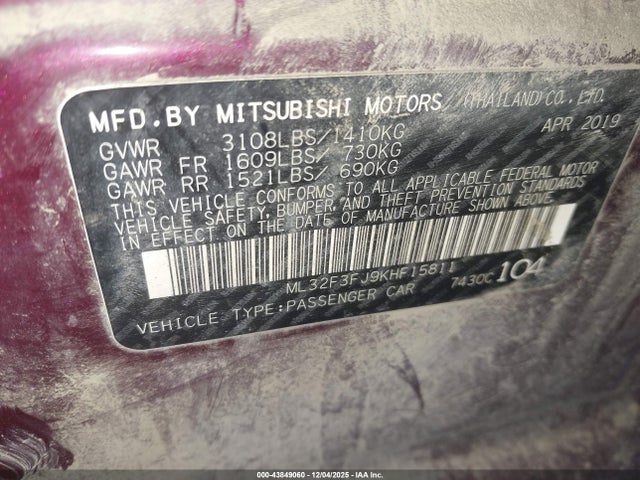 MFD.BY MITSUBISHI MOTORS (THAILAND)CO.,LTD.
APR 2019
GVWR 3108LBS/1410KG
GAWR FR 1609LBS/ 730KG
GAWR RR 1521LBS/ 690KG
THIS VEHICLE CONFORMS TO ALL APPLICABLE FEDERAL MOTOR
VEHICLE SAFETY, BUMPER, AND THEFT PREVENTION STANDARDS
IN EFFECT ON THE DATE OF MANUFACTURE SHOWN ABOVE.
ML32F3FJ9KHF15811
VEHICLE TYPE:PASSENGER CAR 7430C 104
000-43849060 | 12/04/2025 | IAA Inc.